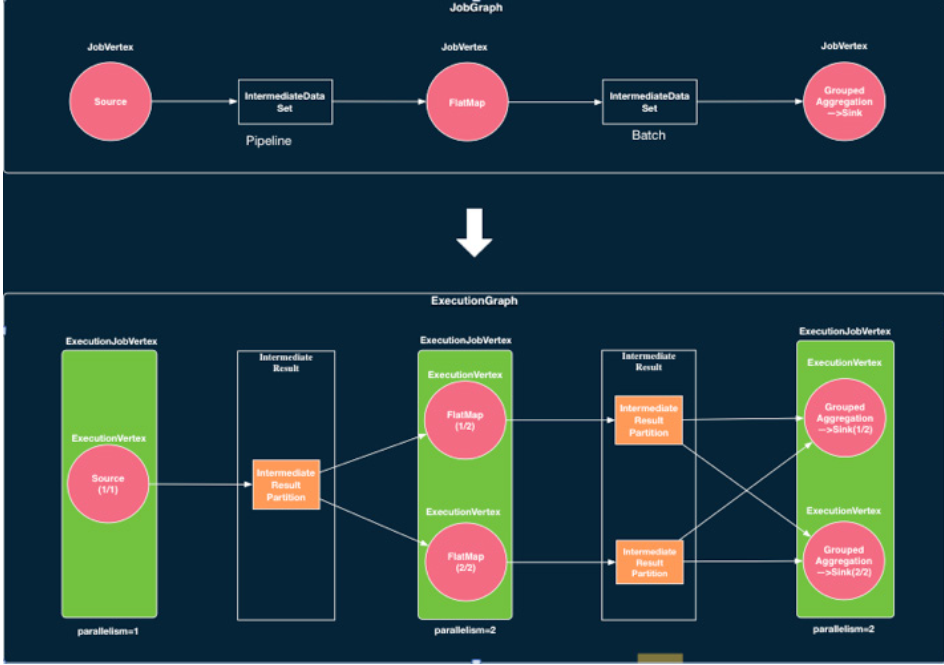 JobGraph
JobVertex
JobVertex
JobVertex
Source
IntermediateData
Set
FlatMap
IntermediateData
Set
Grouped
Aggregation
—>Sink
Pipeline
Batch
ExecutionGraph
ExecutionJobVertex
ExecutionJobVertex
ExecutionJobVertex
Intermediate
Result
Intermediate
Result
ExecutionVertex
Source
(1/1)
Intermediate
Result
Partition
ExecutionVertex
FlatMap
(1/2)
ExecutionVertex
FlatMap
(2/2)
Intermediate
Result
Partition
Intermediate
Result
Partition
ExecutionVertex
Grouped
Aggregation
—>Sink(1/2)
ExecutionVertex
Grouped
Aggregation
—>Sink(2/2)
parallelism=1
parallelism=2
parallelism=2